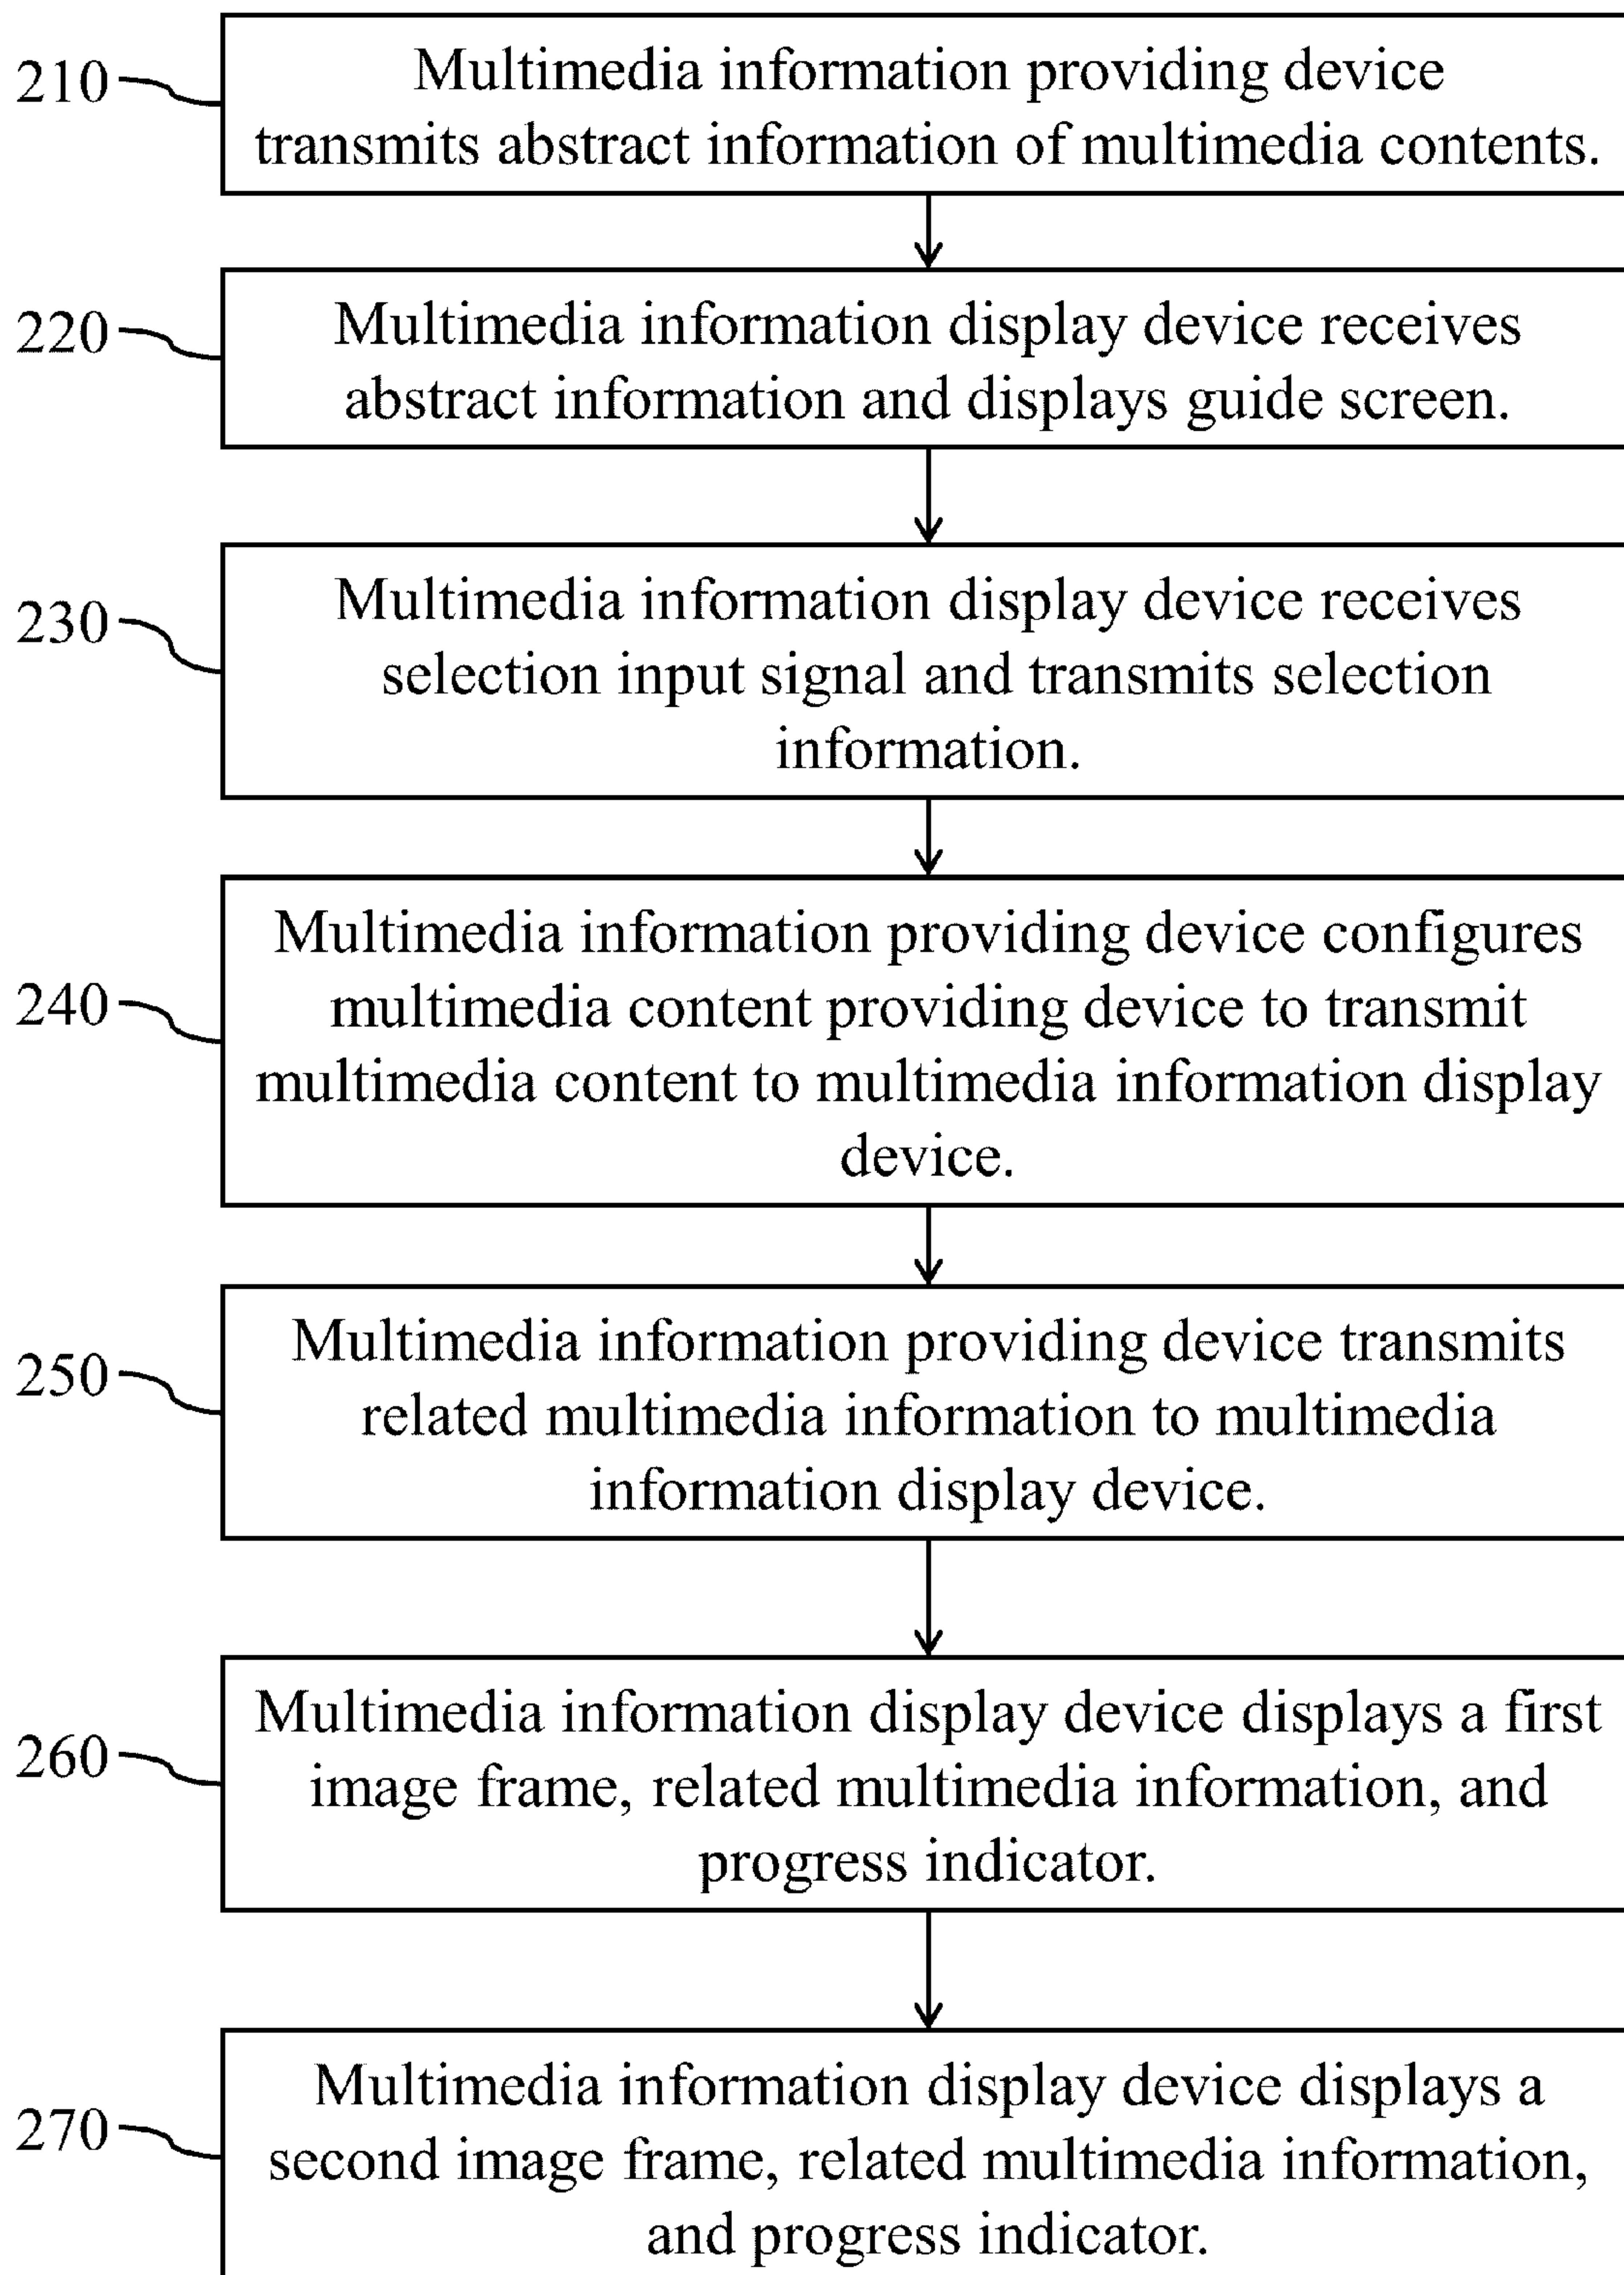 210
Multimedia information providing device
transmits abstract information of multimedia contents.
220
Multimedia information display device receives
abstract information and displays guide screen.
230
Multimedia information display device receives
selection input signal and transmits selection
information.
240
Multimedia information providing device configures
multimedia content providing device to transmit
multimedia content to multimedia information display
device.
250
Multimedia information providing device transmits
related multimedia information to multimedia
information display device.
260
Multimedia information display device displays a first
image frame, related multimedia information, and
progress indicator.
270
Multimedia information display device displays a
second image frame, related multimedia information,
and progress indicator.